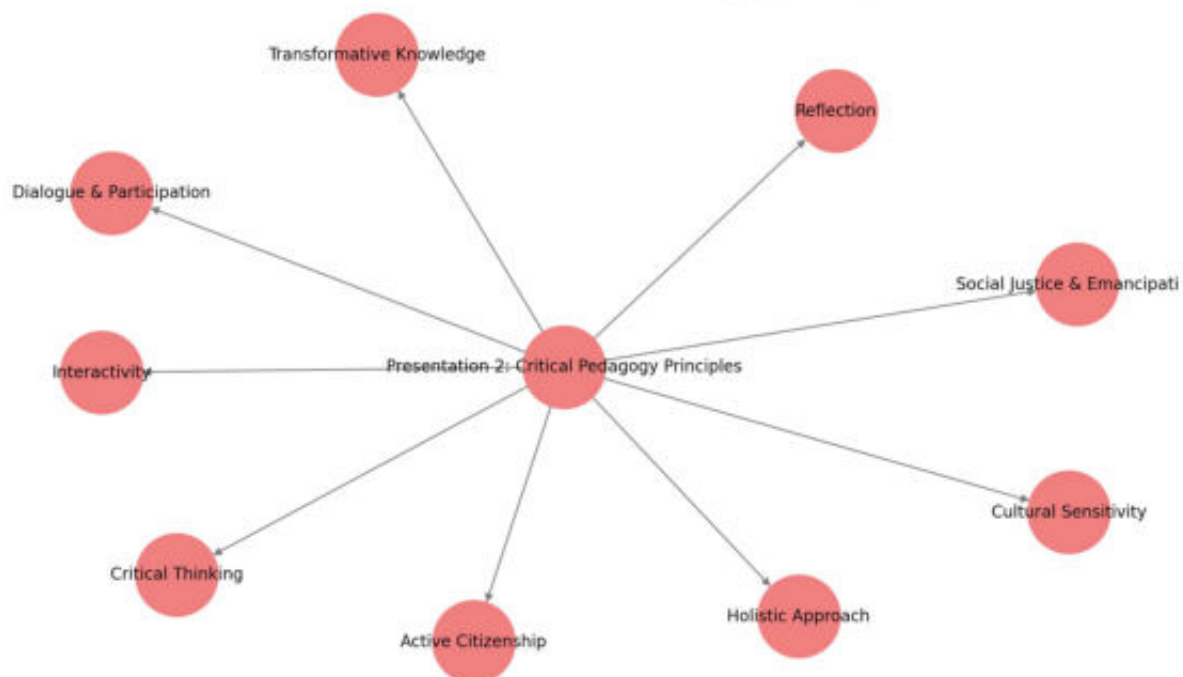 Transformative Knowledge
Reflection
Dialogue & Participation
Social Justice & Emancipati
Presentation 2: Critical Pedagogy Principles
Interactivity
Cultural Sensitivity
Critical Thinking
Holistic Approach
Active Citizenship